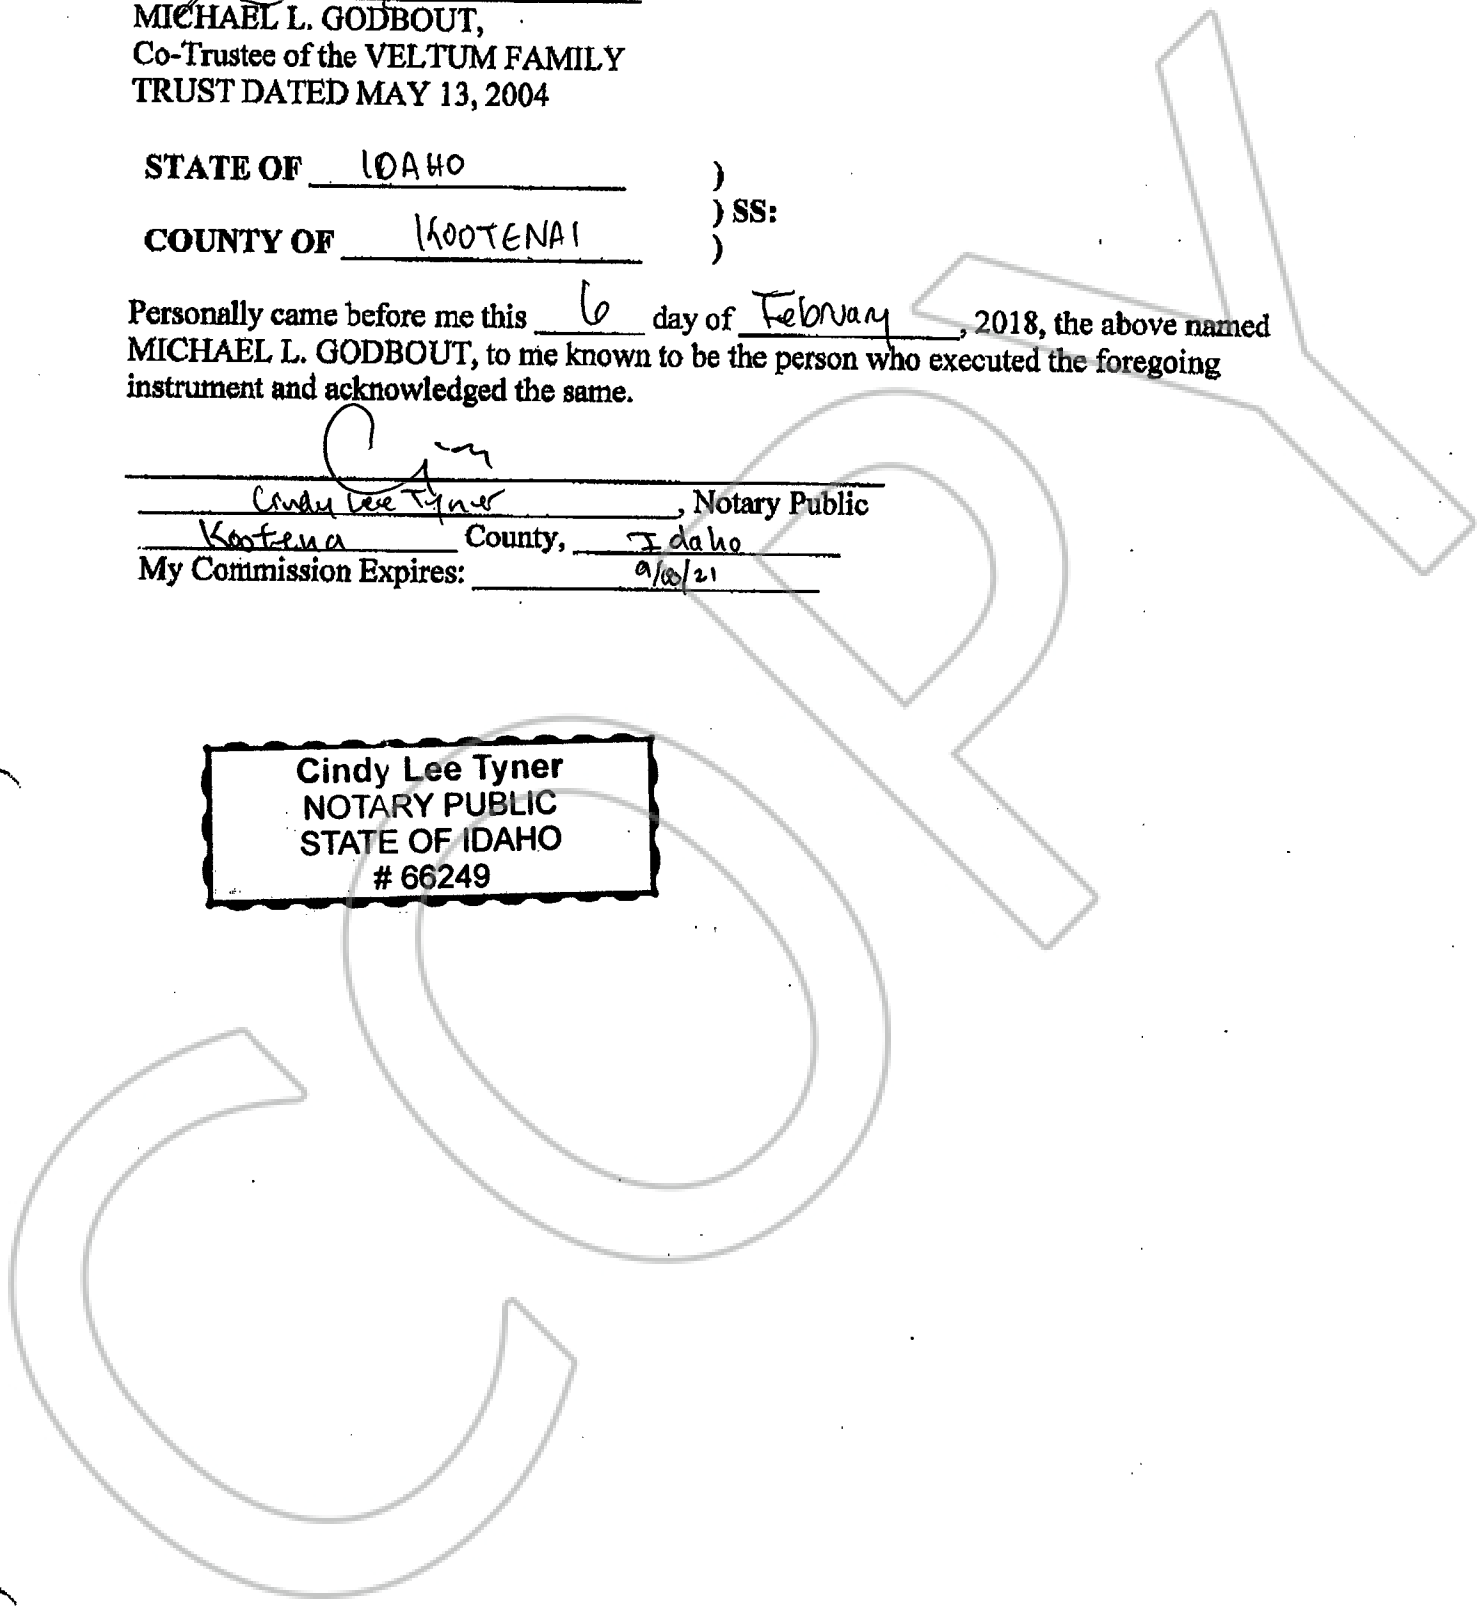 MICHAEL L. GODBOUT,
Co-Trustee of the VELTUM FAMILY
TRUST DATED MAY 13, 2004
STATE OF IDAHO )
) SS:
COUNTY OF KOOTENAI )
Personally came before me this 6 day of February, 2018, the above named
MICHAEL L. GODBOUT, to me known to be the person who executed the foregoing
instrument and acknowledged the same.
Cindy Lee Tyner, Notary Public
Kootena County, Idaho
My Commission Expires:
Cindy Lee Tyner
NOTARY PUBLIC
STATE OF IDAHO
# 66249
COPY